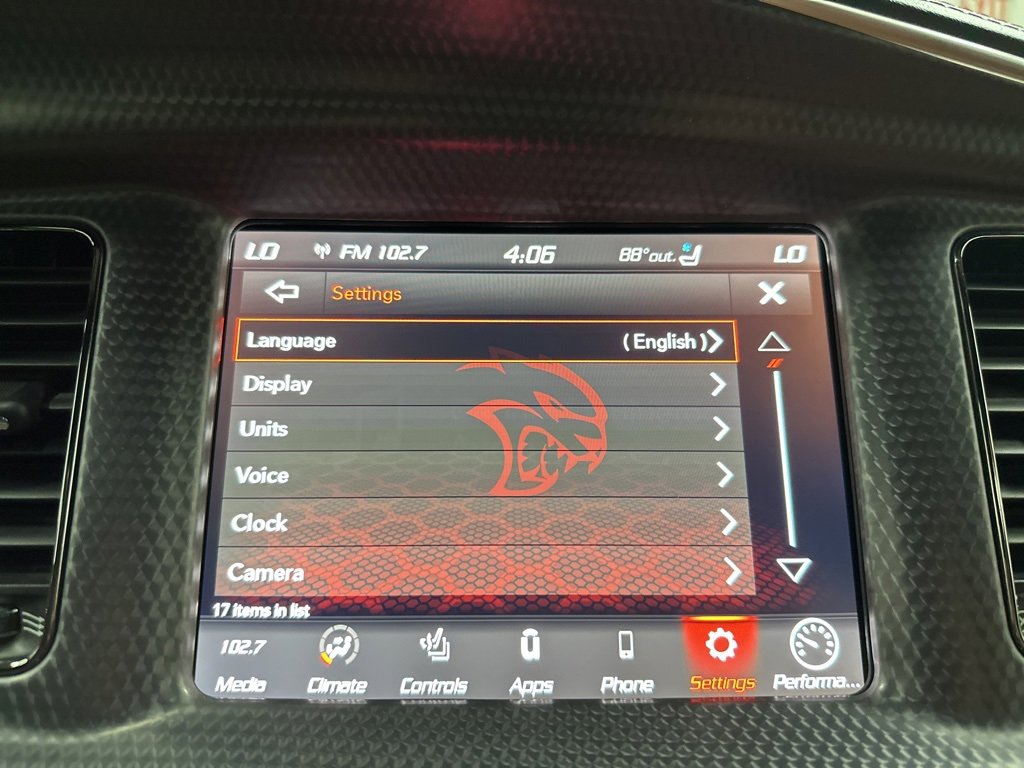 LO FM 102.7 4:06 88°out. LO
Settings
Language (English)
Display
Units
Voice
Clock
Camera
17 items in list
102.7
Media Climate Controls Apps Phone Settings Performa...